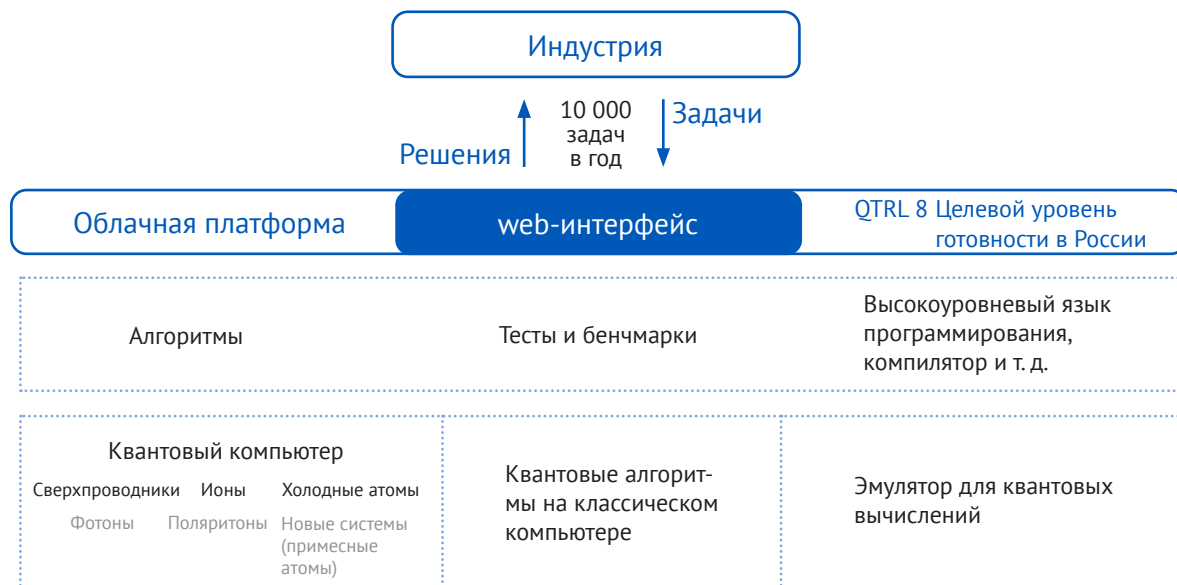 Индустрия
Решения
10 000
задач
в год
Задачи
Облачная платформа
web-интерфейс
QTRL 8 Целевой уровень
готовности в России
Алгоритмы
Тесты и бенчмарки
Высокоуровневый язык
программирования,
компилятор и т. д.
Квантовый компьютер
Сверхпроводники Ионы Холодные атомы
Фотоны Поляритоны Новые системы
(примесные
атомы)
Квантовые алгорит-
мы на классическом
компьютере
Эмулятор для квантовых
вычислений